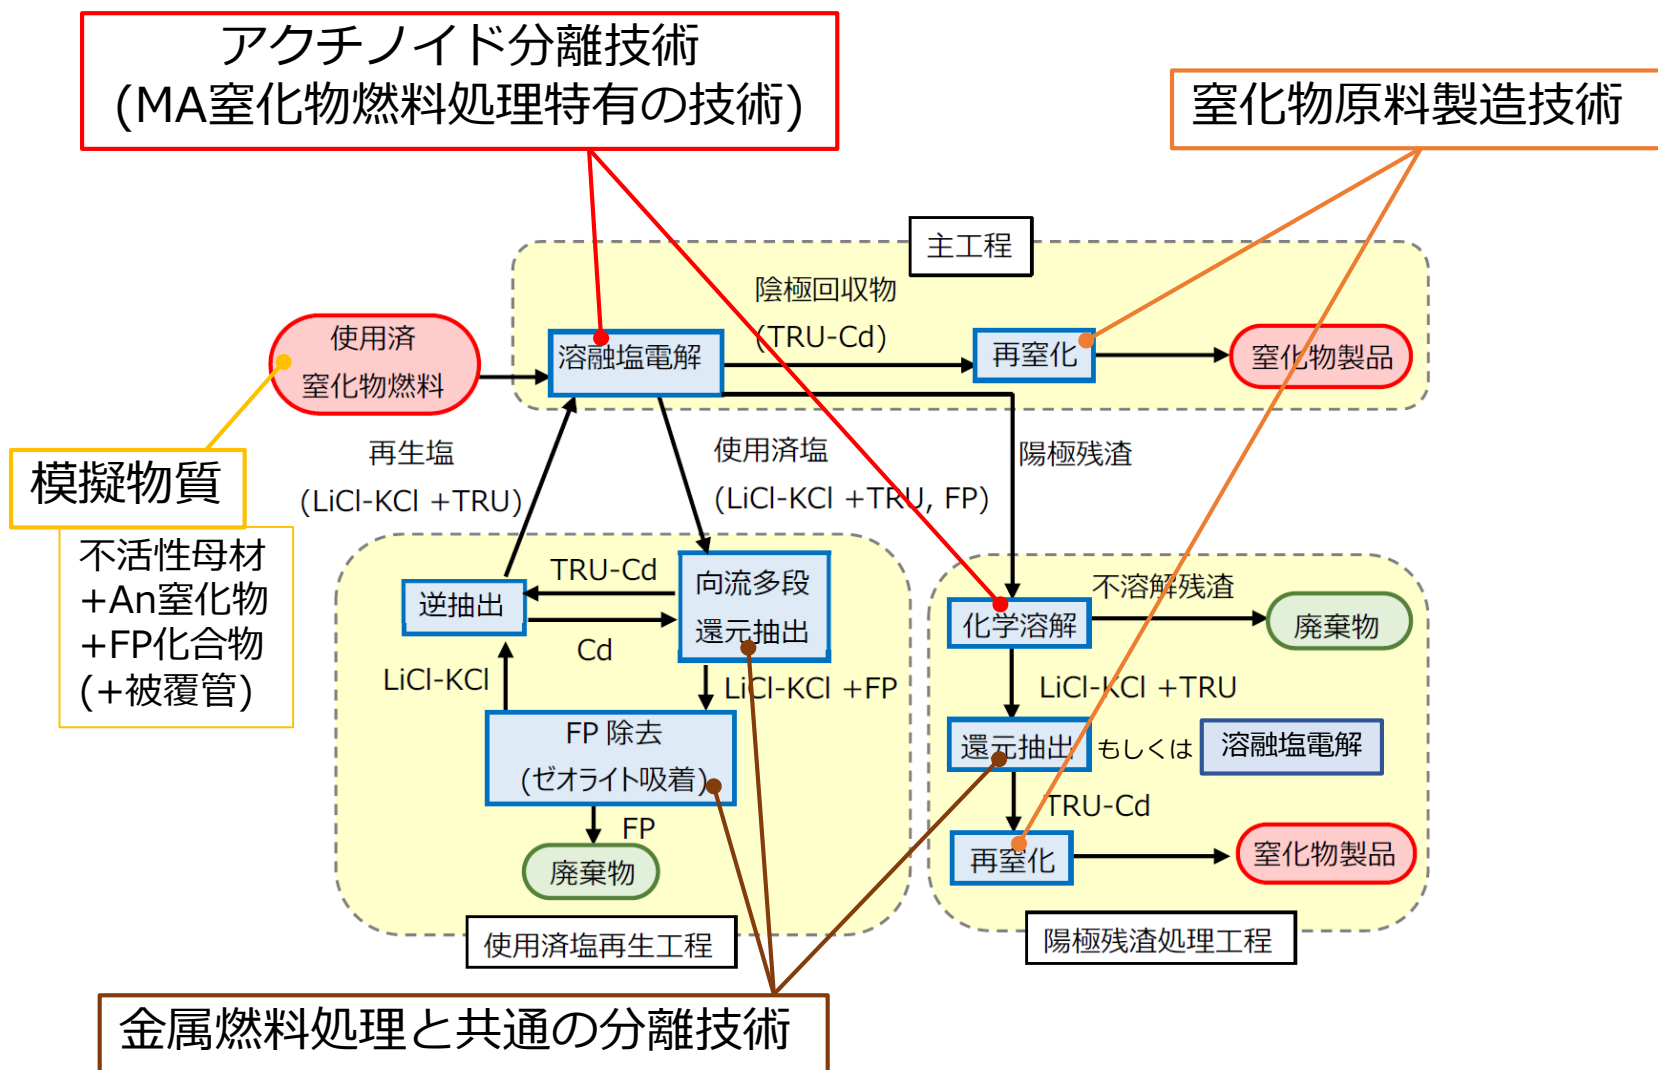 アクチノイド分離技術
(MA窒化物燃料処理特有の技術)
窒化物原料製造技術
主工程
使用済
窒化物燃料
溶融塩電解
陰極回収物
(TRU-Cd)
再窒化
窒化物製品
模擬物質
不活性母材
+An窒化物
+FP化合物
(+被覆管)
再生塩
(LiCl-KCl +TRU)
使用済塩
(LiCl-KCl +TRU, FP)
陽極残渣
逆抽出
TRU-Cd
Cd
向流多段
還元抽出
LiCl-KCl
LiCl-KCl +FP
FP 除去
(ゼオライト吸着)
FP
廃棄物
使用済塩再生工程
化学溶解
不溶解残渣
廃棄物
LiCl-KCl +TRU
還元抽出
もしくは
溶融塩電解
TRU-Cd
再窒化
窒化物製品
陽極残渣処理工程
金属燃料処理と共通の分離技術